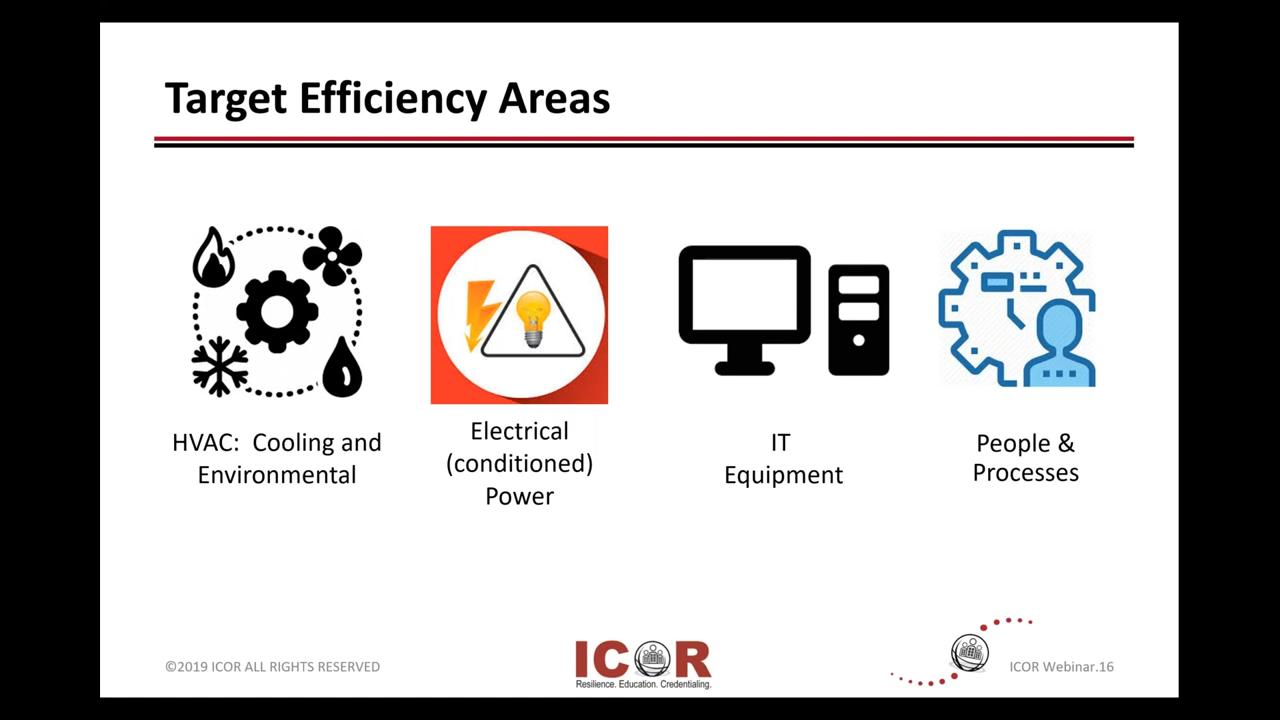 Target Efficiency Areas
HVAC:  Cooling and
Environmental
Electrical
(conditioned)
Power
IT
Equipment
People &
Processes
©2019 ICOR ALL RIGHTS RESERVED
ICOR
Resilience. Education. Credentialing.
ICOR Webinar.16